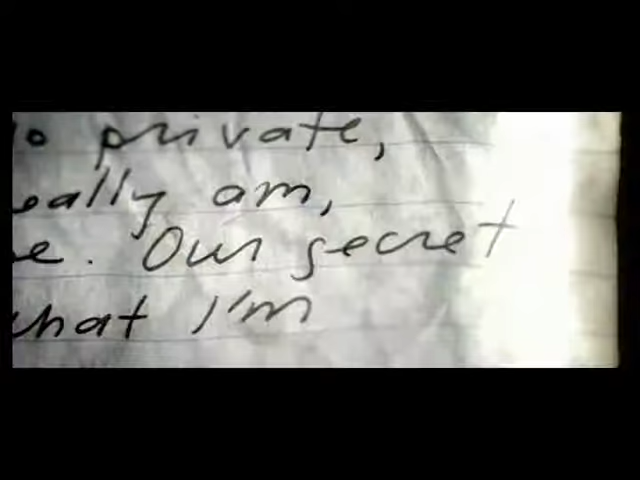 o private,
eally am,
e. Our secret
hat I'm